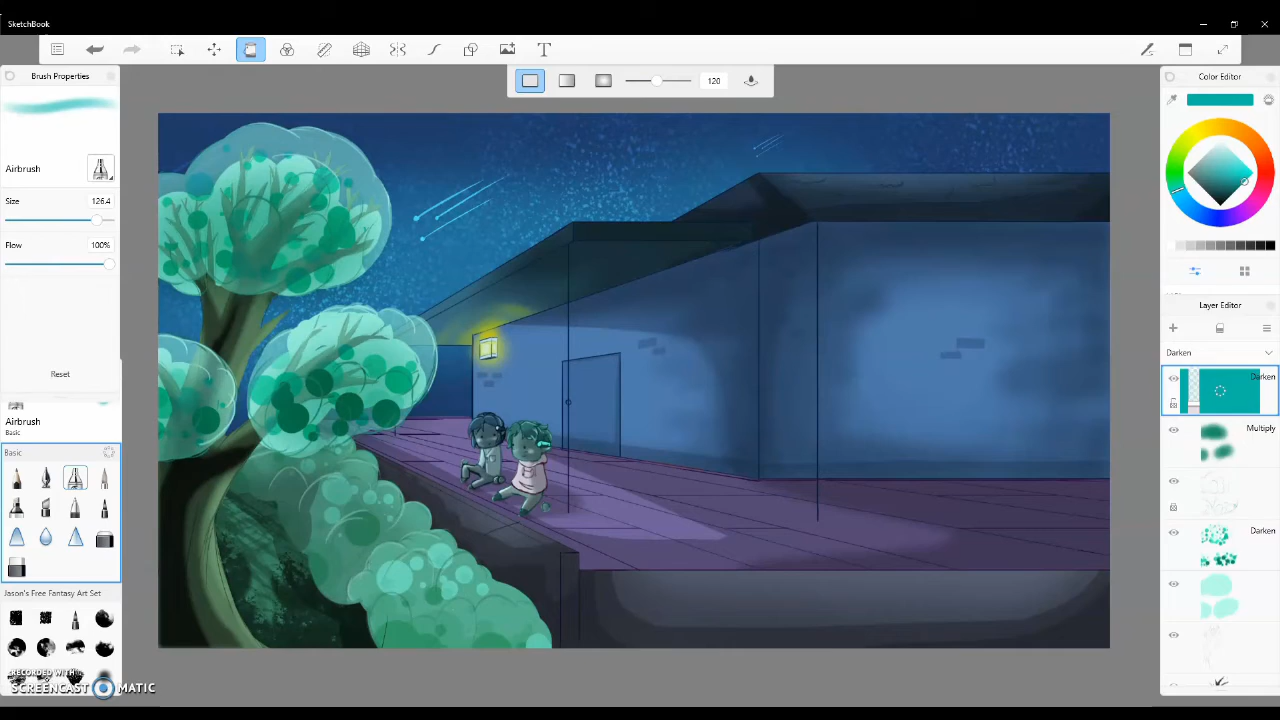 SketchBook
120
Brush Properties
Airbrush
Size
126.4
Flow
100%
Reset
Airbrush
Basic
Basic
Jason's Free Fantasy Art Set
RECORDED WITH
SCREENCAST MATIC
Color Editor
Layer Editor
Darken
Darken
Multiply
Darken